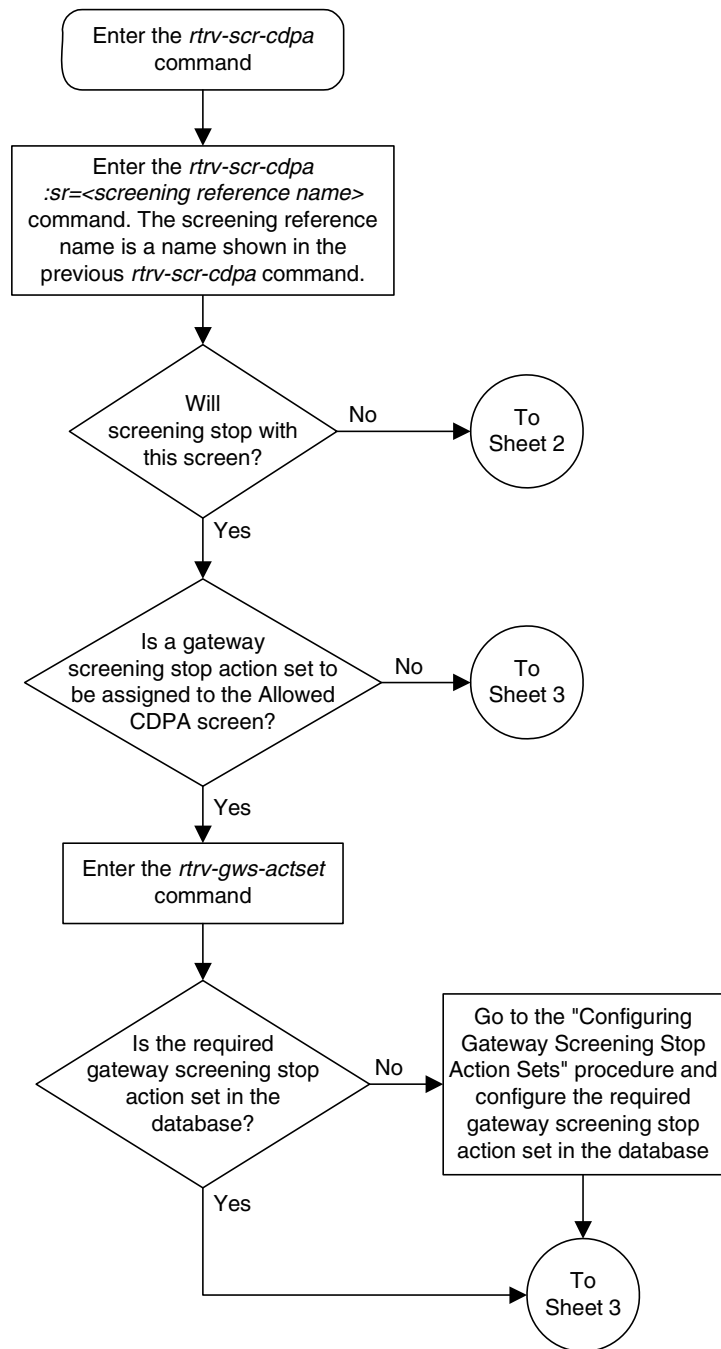 Enter the rtrv-scr-cdpa
command
Enter the rtrv-scr-cdpa
:sr=<screening reference name>
command. The screening reference
name is a name shown in the
previous rtrv-scr-cdpa command.
Will
screening stop with
this screen?
No
To
Sheet 2
Yes
Is a gateway
screening stop action set to
be assigned to the Allowed
CDPA screen?
No
To
Sheet 3
Yes
Enter the rtrv-gws-actset
command
Is the required
gateway screening stop
action set in the
database?
No
Go to the "Configuring
Gateway Screening Stop
Action Sets" procedure and
configure the required
gateway screening stop
action set in the database
Yes
To
Sheet 3